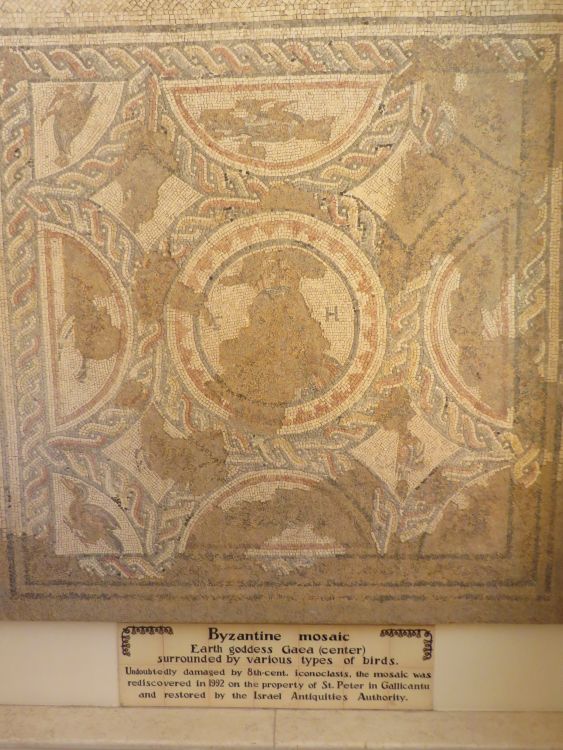 Γ Η
Byzantine mosaic
Earth goddess Gaea (center)
surrounded by various types of birds.
Undoubtedly damaged by 8th-cent. iconoclasts, the mosaic was
rediscovered in 1992 on the property of St. Peter in Gallicantu
and restored by the Israel Antiquities Authority.